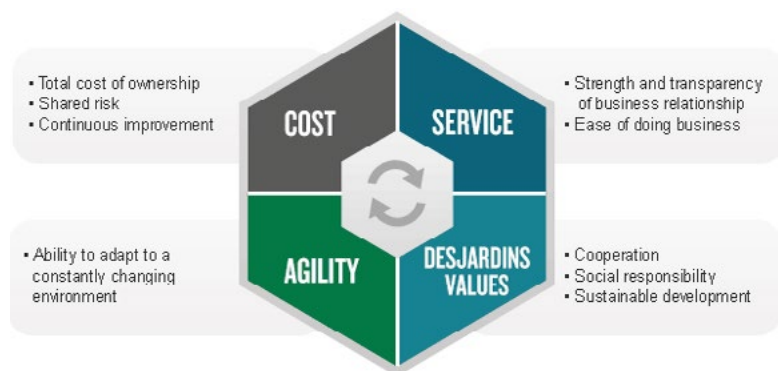 ▪ Total cost of ownership
▪ Shared risk
▪ Continuous improvement
COST
SERVICE
▪ Strength and transparency
of business relationship
▪ Ease of doing business
▪ Ability to adapt to a
constantly changing
environment
AGILITY
DESJARDINS
VALUES
▪ Cooperation
▪ Social responsibility
▪ Sustainable development